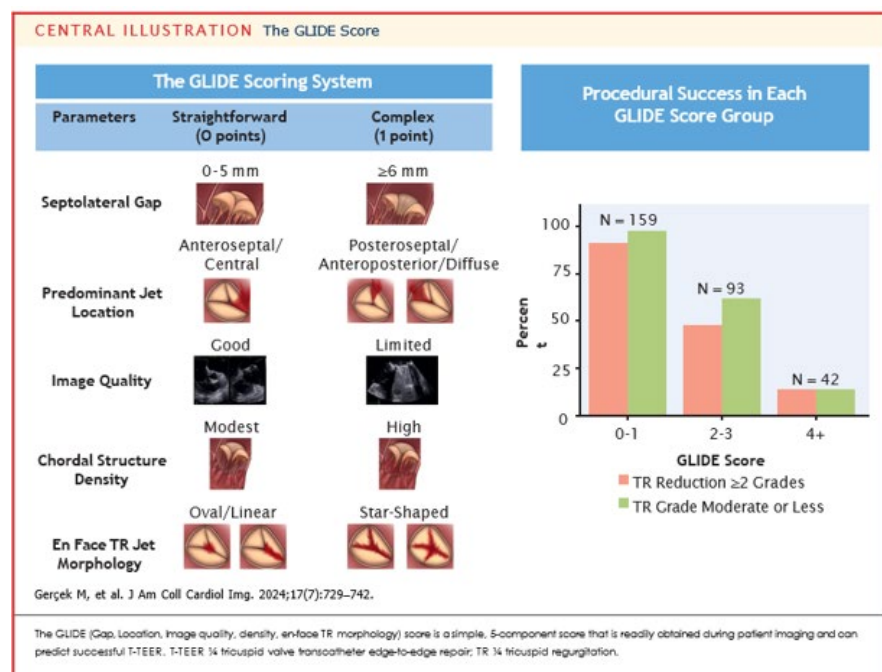 CENTRAL ILLUSTRATION The GLIDE Score
The GLIDE Scoring System
Parameters
Straightforward
(0 points)
Complex
(1 point)
Septolateral Gap
0-5 mm
≥6 mm
Predominant Jet
Location
Anteroseptal/
Central
Posteroseptal/
Anteroposterior/Diffuse
Image Quality
Good
Limited
Chordal Structure
Density
Modest
High
En Face TR Jet
Morphology
Oval/Linear
Star-Shaped
Procedural Success in Each
GLIDE Score Group
Percen
t
100
75
50
25
0
N = 159
N = 93
N = 42
0-1
2-3
4+
GLIDE Score
TR Reduction ≥2 Grades
TR Grade Moderate or Less
Gerçek M, et al. J Am Coll Cardiol Img. 2024;17(7):729–742.
The GLIDE (Gap, Location, Image quality, density, en-face TR morphology) score is a simple, 5-component score that is readily obtained during patient imaging and can
predict successful T-TEER. T-TEER ¼ tricuspid valve transcatheter edge-to-edge repair; TR ¼ tricuspid regurgitation.